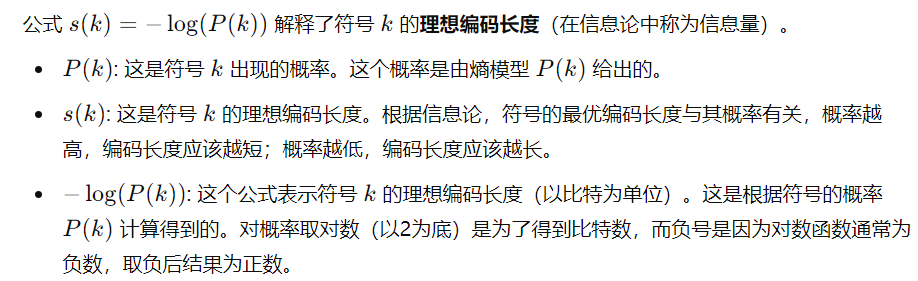 公式 s(k) = − log(P(k)) 解释了符号 k 的理想编码长度（在信息论中称为信息量）。
• P(k): 这是符号 k 出现的概率。这个概率是由熵模型 P(k) 给出的。
• s(k): 这是符号 k 的理想编码长度。根据信息论，符号的最优编码长度与其概率有关，概率越
高，编码长度应该越短；概率越低，编码长度应该越长。
• − log(P(k)): 这个公式表示符号 k 的理想编码长度（以比特为单位）。这是根据符号的概率
P(k) 计算得到的。对概率取对数（以2为底）是为了得到比特数，而负号是因为对数函数通常为
负数，取负后结果为正数。